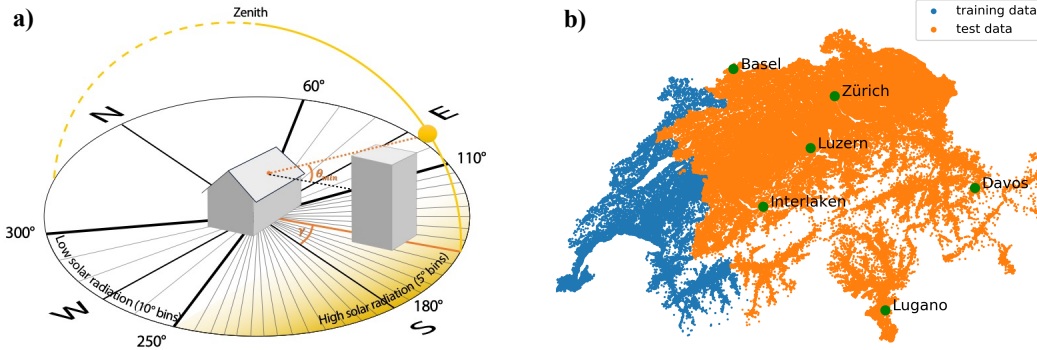 a)
Zenith
N
60°
E
110°
θmin
γ
300°
Low solar radiation (10° bins)
High solar radiation (5° bins)
W
250°
180°
S
b)
training data
test data
Basel
Zürich
Luzern
Davos
Interlaken
Lugano